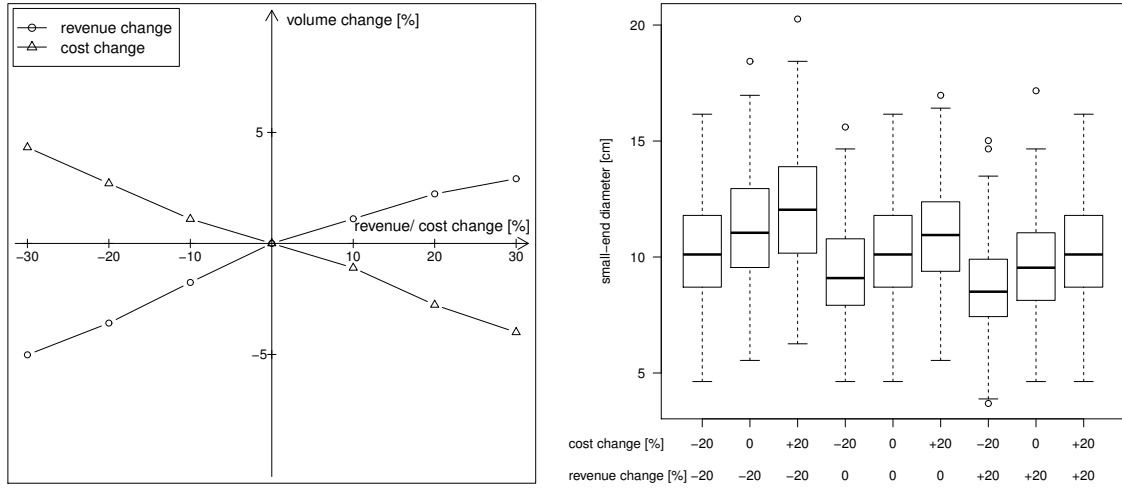 revenue change
cost change
volume change [%]
5
revenue/ cost change [%]
−30 −20 −10 10 20 30
−5
small−end diameter [cm]
20
15
10
5
cost change [%] −20 0 +20 −20 0 +20 −20 0 +20
revenue change [%] −20 −20 −20 0 0 0 +20 +20 +20